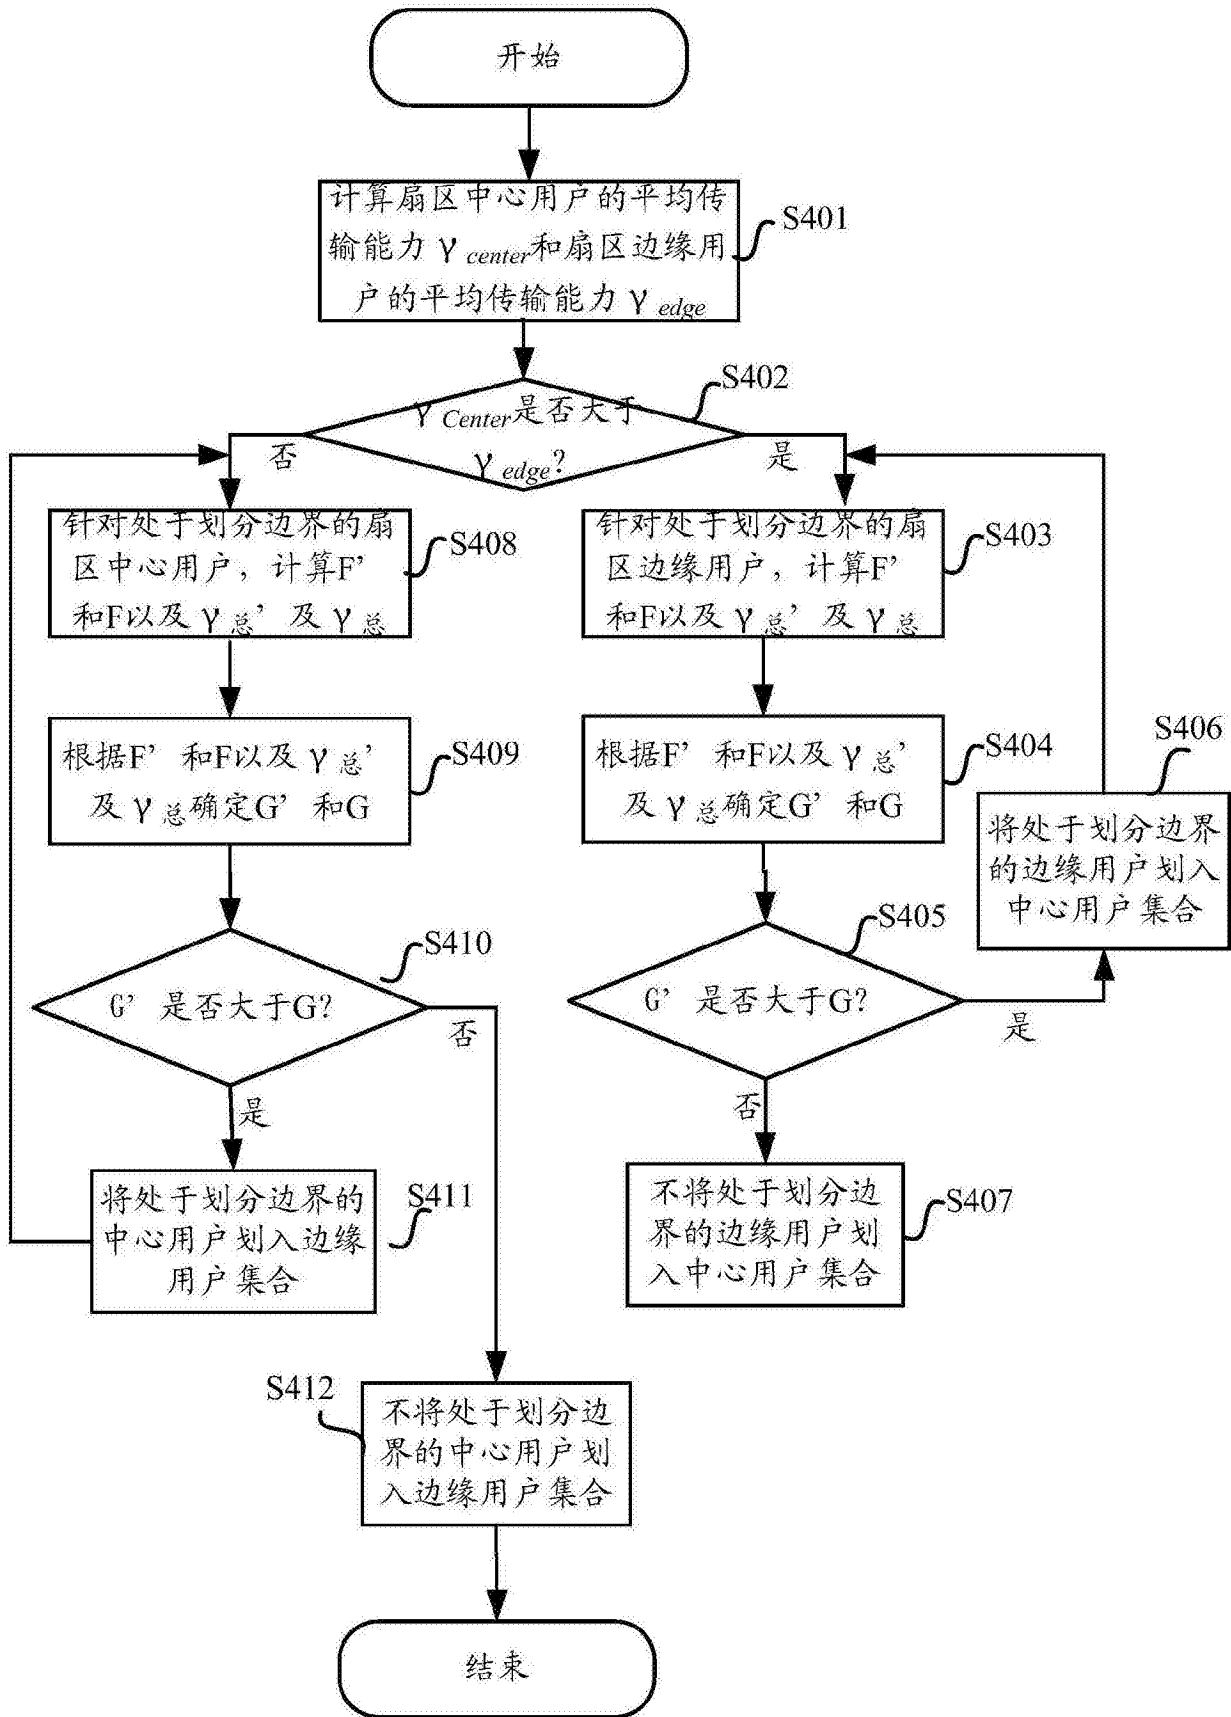 开始
计算扇区中心用户的平均传
输能力γcenter和扇区边缘用
户的平均传输能力γedge
S401
S402
γCenter是否大于
γedge?
否
是
针对处于划分边界的扇
区中心用户，计算F’
和F以及γ总’ 及γ总
S408
针对处于划分边界的扇
区边缘用户，计算F’
和F以及γ总’ 及γ总
S403
根据F’ 和F以及γ总’
及γ总确定G’ 和G
S409
根据F’ 和F以及γ总’
及γ总确定G’ 和G
S404
S406
将处于划分边界
的边缘用户划入
中心用户集合
S410
G’ 是否大于G?
否
是
S405
G’ 是否大于G?
是
否
将处于划分边界的
中心用户划入边缘
用户集合
S411
不将处于划分边
界的边缘用户划
入中心用户集合
S407
S412
不将处于划分边
界的中心用户划
入边缘用户集合
结束